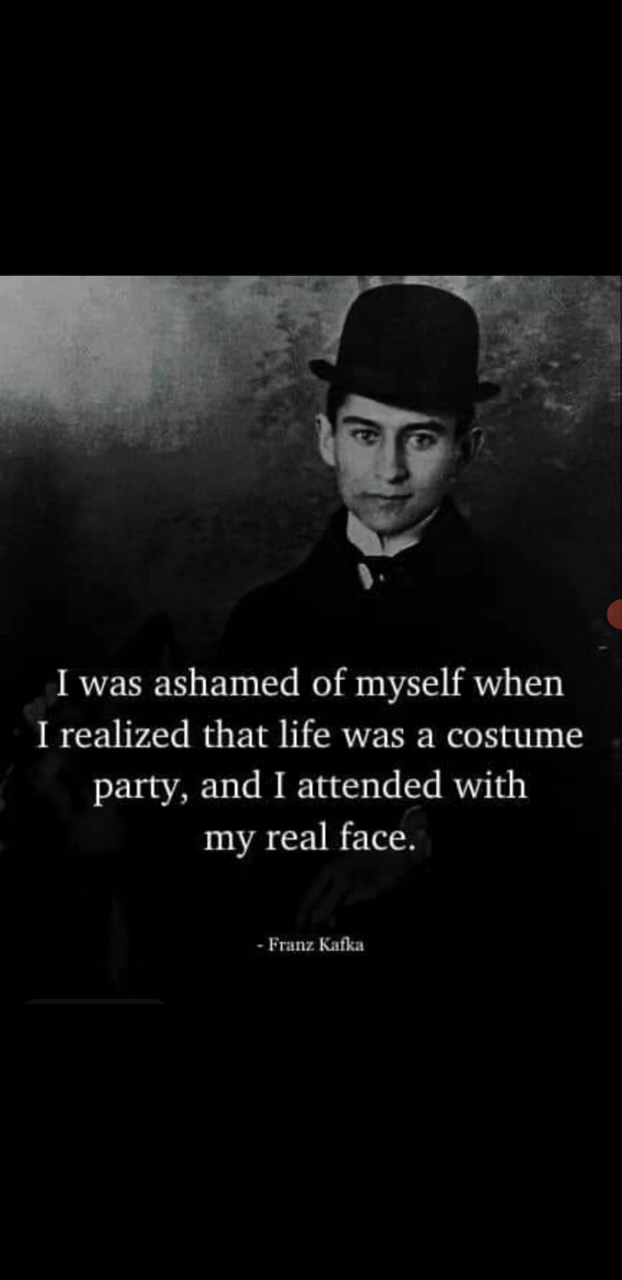 I was ashamed of myself when
I realized that life was a costume
party, and I attended with
my real face.
- Franz Kafka